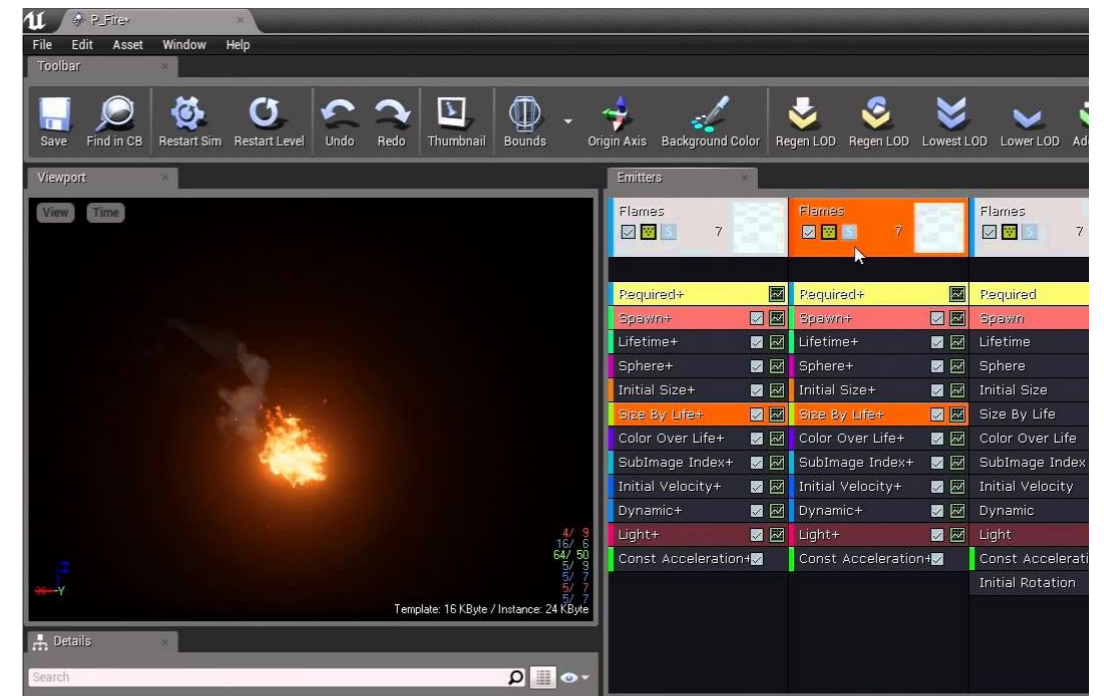 P_Fire*
File Edit Asset Window Help
Toolbar
Save Find in CB Restart Sim Restart Level Undo Redo Thumbnail Bounds Origin Axis Background Color Regen LOD Regen LOD Lowest LOD Lower LOD
Viewport
View Time
4/ 9
16/ 6
64/ 50
5/ 9
5/ 7
5/ 7
5/ 7
Z
-Y
Template: 16 KByte / Instance: 24 KByte
Details
Search
Emitters
Flames Flames Flames
S 7 S 7 S 7
Required+ Required+ Required
Spawn+ Spawn+ Spawn
Lifetime+ Lifetime+ Lifetime
Sphere+ Sphere+ Sphere
Initial Size+ Initial Size+ Initial Size
Size By Life+ Size By Life+ Size By Life
Color Over Life+ Color Over Life+ Color Over Life
SubImage Index+ SubImage Index+ SubImage Index
Initial Velocity+ Initial Velocity+ Initial Velocity
Dynamic+ Dynamic+ Dynamic
Light+ Light+ Light
Const Acceleration+ Const Acceleration+ Const Accelerati
Initial Rotation